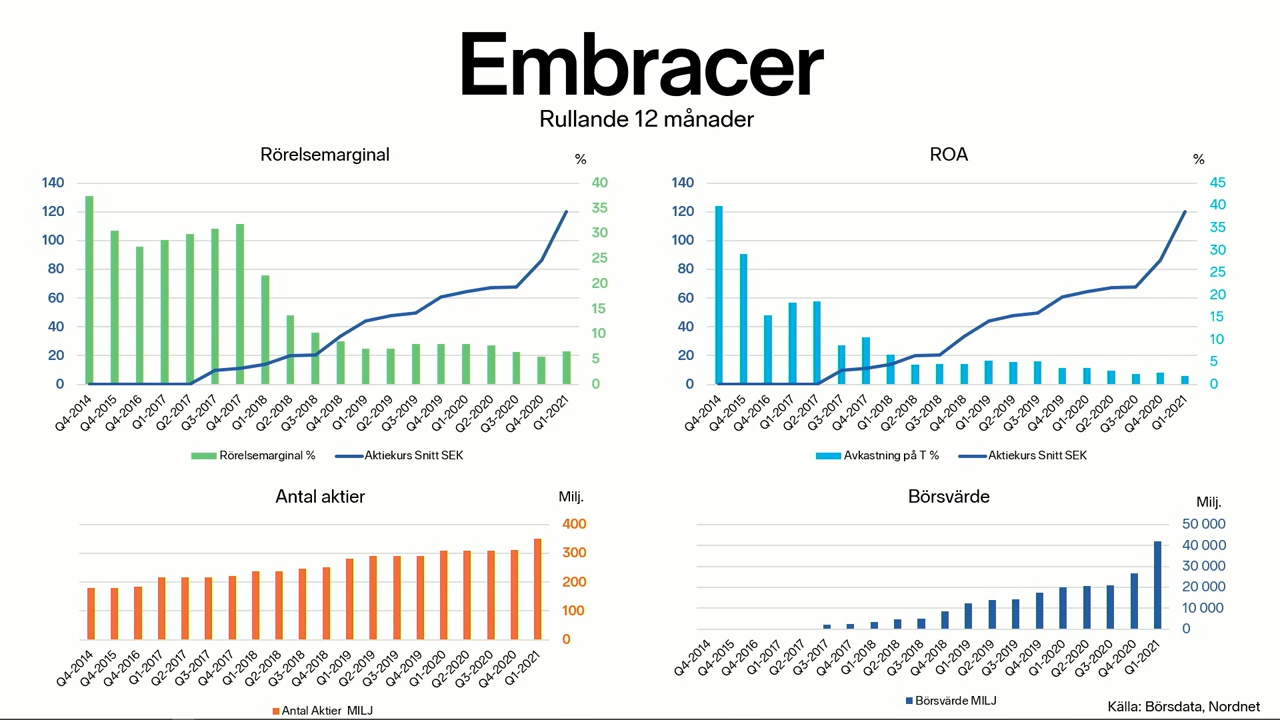 Embracer
Rullande 12 månader
Rörelsemarginal
%
140
120
100
80
60
40
20
0
40
35
30
25
20
15
10
5
0
Q4-2014
Q4-2015
Q4-2016
Q1-2017
Q2-2017
Q3-2017
Q4-2017
Q1-2018
Q2-2018
Q3-2018
Q4-2018
Q1-2019
Q2-2019
Q3-2019
Q4-2019
Q1-2020
Q2-2020
Q3-2020
Q4-2020
Q1-2021
Rörelsemarginal %
Aktiekurs Snitt SEK
ROA
%
140
120
100
80
60
40
20
0
45
40
35
30
25
20
15
10
5
0
Q4-2014
Q4-2015
Q4-2016
Q1-2017
Q2-2017
Q3-2017
Q4-2017
Q1-2018
Q2-2018
Q3-2018
Q4-2018
Q1-2019
Q2-2019
Q3-2019
Q4-2019
Q1-2020
Q2-2020
Q3-2020
Q4-2020
Q1-2021
Avkastning på T %
Aktiekurs Snitt SEK
Antal aktier
Milj.
400
300
200
100
0
Q4-2014
Q4-2015
Q4-2016
Q1-2017
Q2-2017
Q3-2017
Q4-2017
Q1-2018
Q2-2018
Q3-2018
Q4-2018
Q1-2019
Q2-2019
Q3-2019
Q4-2019
Q1-2020
Q2-2020
Q3-2020
Q4-2020
Q1-2021
Antal Aktier MILJ
Börsvärde
Milj.
50 000
40 000
30 000
20 000
10 000
0
Q4-2014
Q4-2015
Q4-2016
Q1-2017
Q2-2017
Q3-2017
Q4-2017
Q1-2018
Q2-2018
Q3-2018
Q4-2018
Q1-2019
Q2-2019
Q3-2019
Q4-2019
Q1-2020
Q2-2020
Q3-2020
Q4-2020
Q1-2021
Börsvärde MILJ
Källa: Börsdata, Nordnet